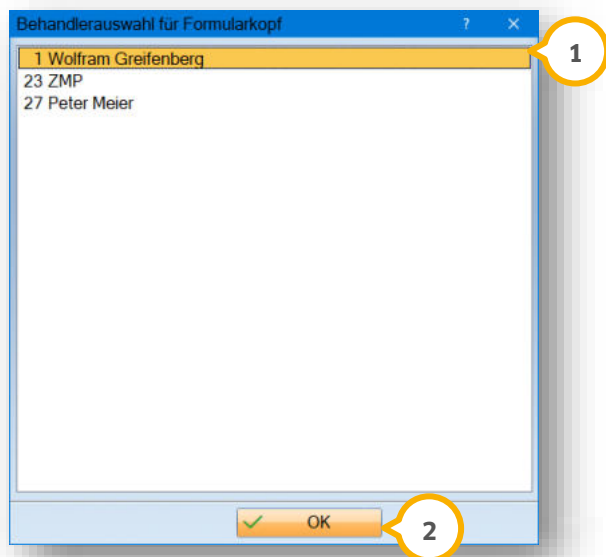 Behandlerauswahl für Formularkopf ? ×
1 Wolfram Greifenberg
23 ZMP
27 Peter Meier
1
OK
2